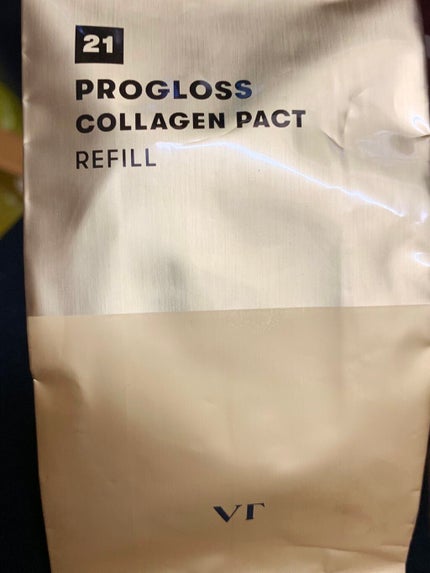 21
PROGLOSS
COLLAGEN PACT
REFILL
VT